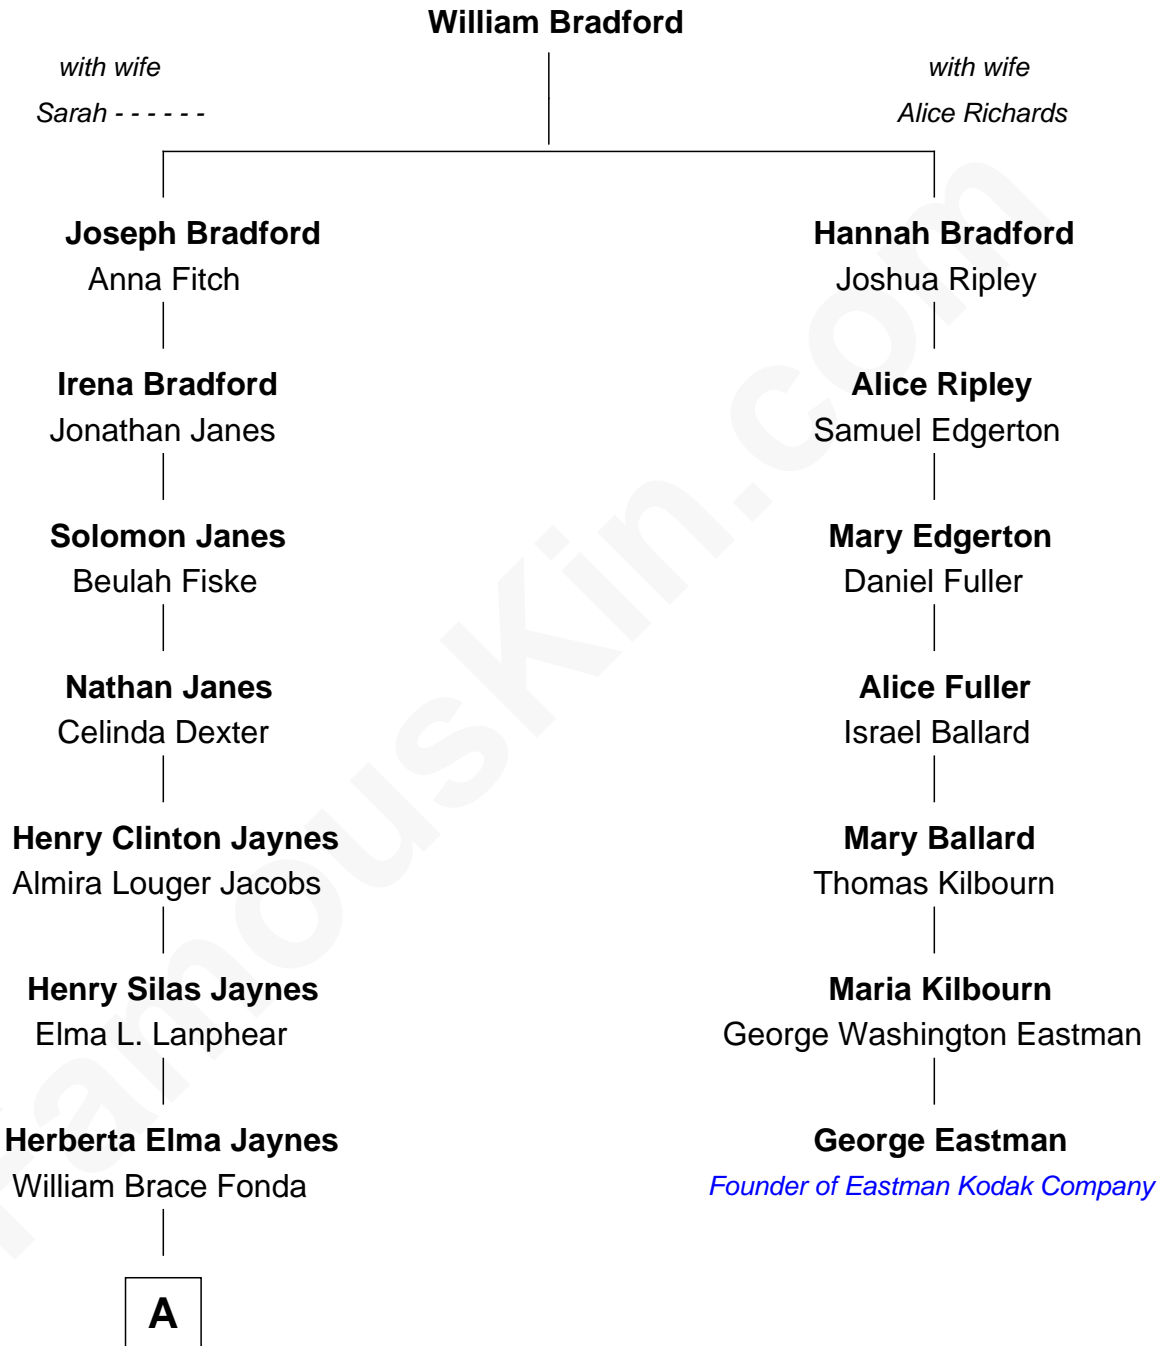 William Bradford
with wife
Sarah - - - - - -
with wife
Alice Richards
Joseph Bradford
Anna Fitch
Hannah Bradford
Joshua Ripley
Irena Bradford
Jonathan Janes
Alice Ripley
Samuel Edgerton
Solomon Janes
Beulah Fiske
Mary Edgerton
Daniel Fuller
Nathan Janes
Celinda Dexter
Alice Fuller
Israel Ballard
Henry Clinton Jaynes
Almira Louger Jacobs
Mary Ballard
Thomas Kilbourn
Henry Silas Jaynes
Elma L. Lanphear
Maria Kilbourn
George Washington Eastman
Herberta Elma Jaynes
William Brace Fonda
George Eastman
Founder of Eastman Kodak Company
A
FamousKin.com